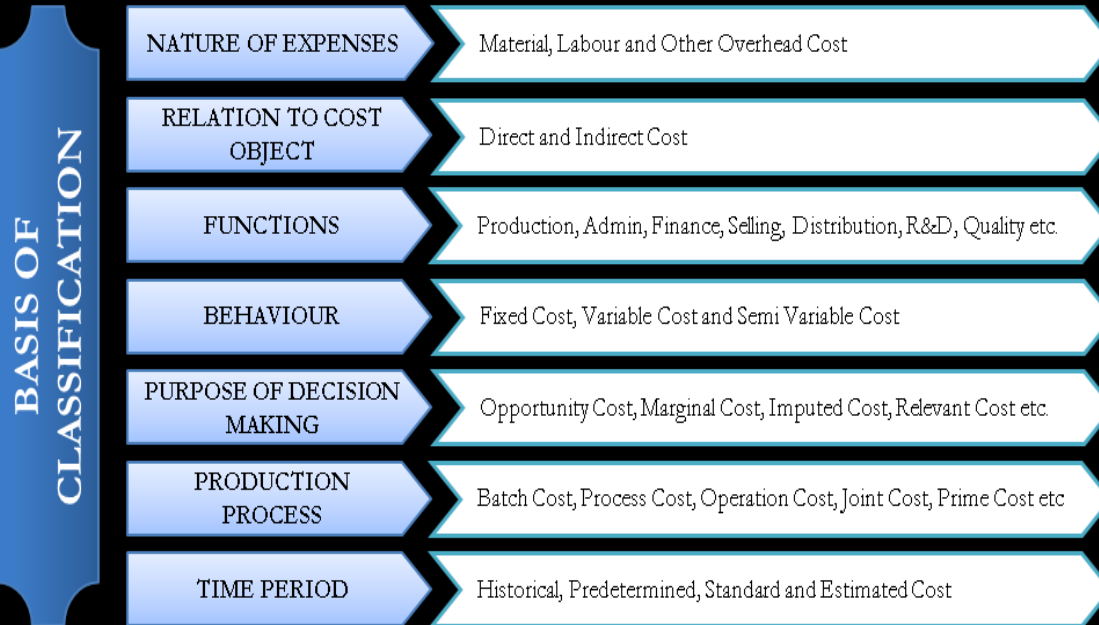 BASIS OF
CLASSIFICATION
NATURE OF EXPENSES
Material, Labour and Other Overhead Cost
RELATION TO COST
OBJECT
Direct and Indirect Cost
FUNCTIONS
Production, Admin, Finance, Selling, Distribution, R&D, Quality etc.
BEHAVIOUR
Fixed Cost, Variable Cost and Semi Variable Cost
PURPOSE OF DECISION
MAKING
Opportunity Cost, Marginal Cost, Imputed Cost, Relevant Cost etc.
PRODUCTION
PROCESS
Batch Cost, Process Cost, Operation Cost, Joint Cost, Prime Cost etc
TIME PERIOD
Historical, Predetermined, Standard and Estimated Cost